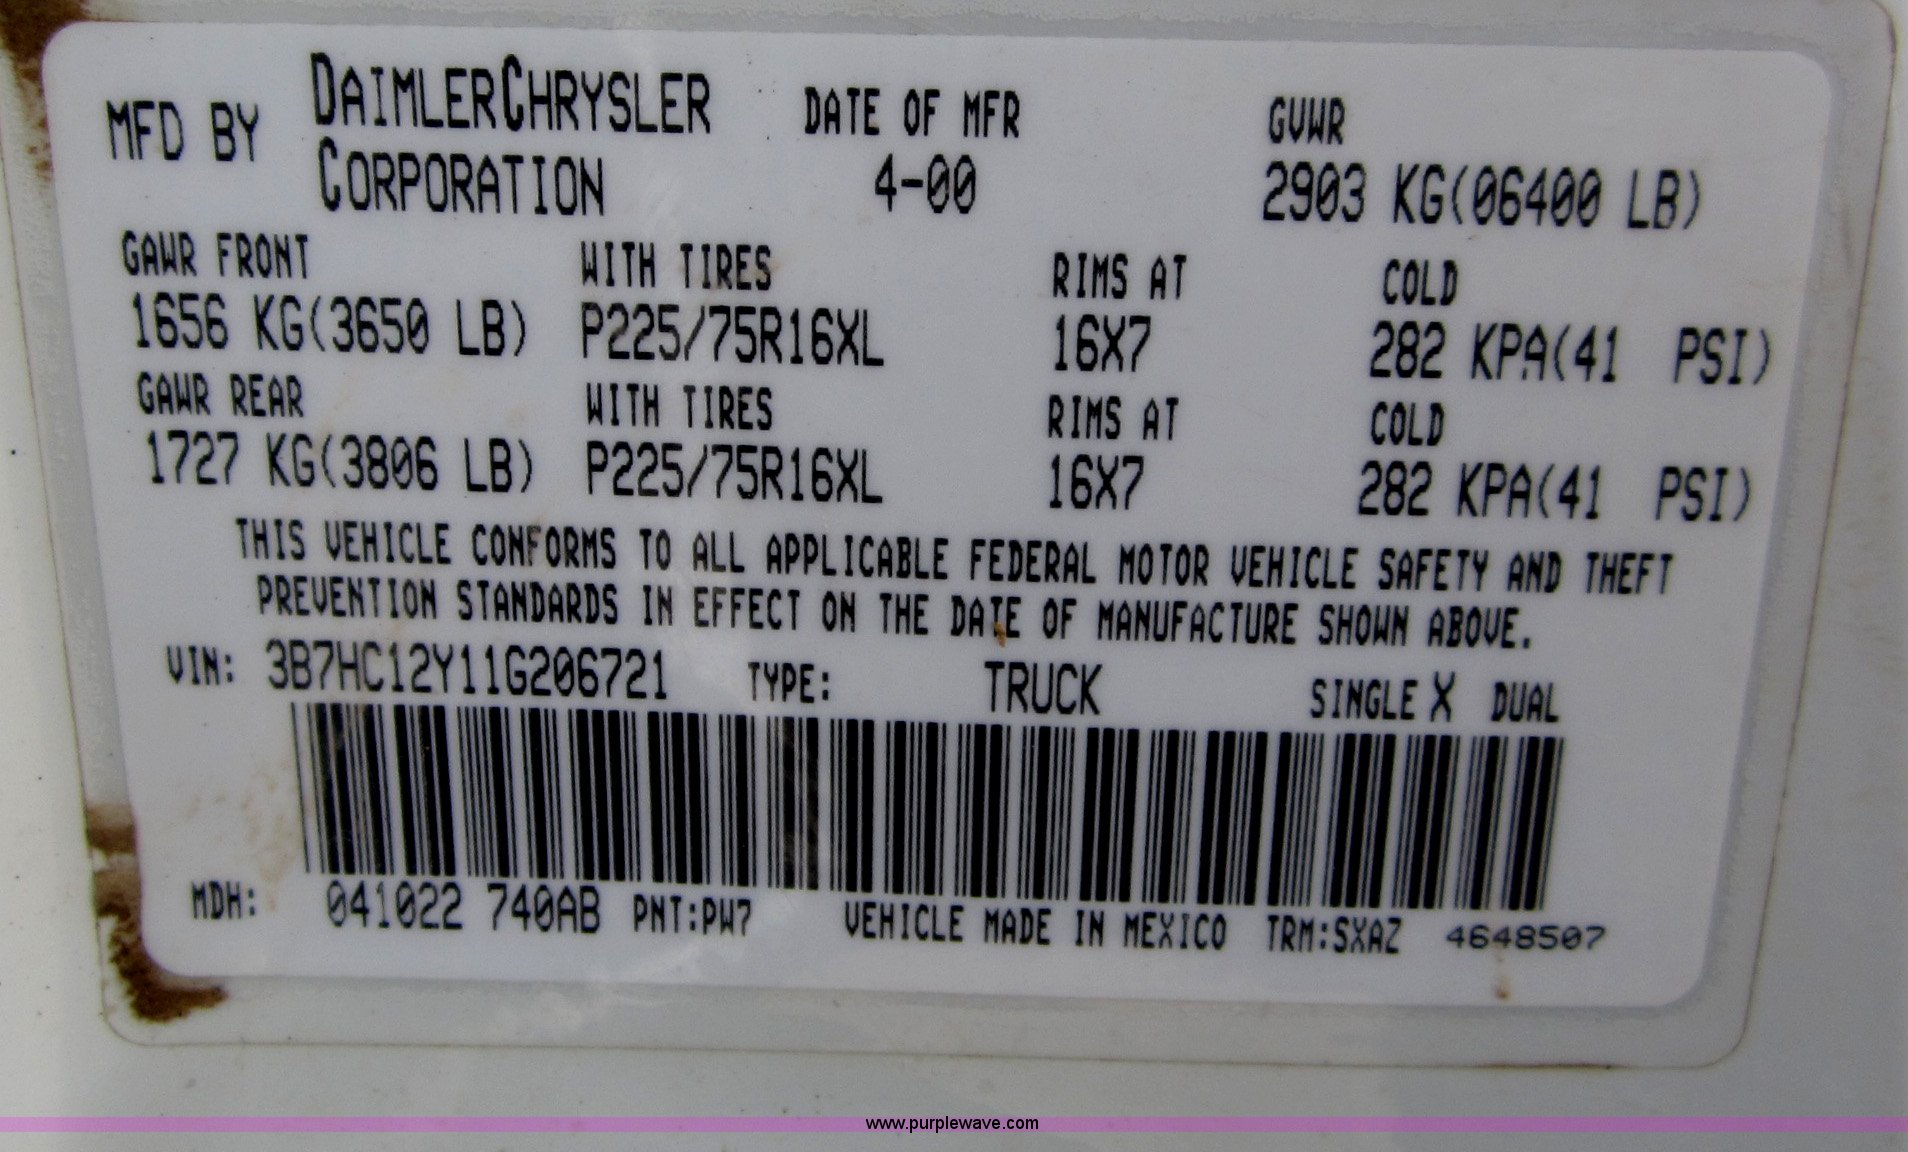 MFD BY DAIMLERCHRYSLER CORPORATION DATE OF MFR 4-00 GVWR 2903 KG(06400 LB)
GAWR FRONT WITH TIRES RIMS AT COLD
1656 KG(3650 LB) P225/75R16XL 16X7 282 KPA(41 PSI)
GAWR REAR WITH TIRES RIMS AT COLD
1727 KG(3806 LB) P225/75R16XL 16X7 282 KPA(41 PSI)
THIS VEHICLE CONFORMS TO ALL APPLICABLE FEDERAL MOTOR VEHICLE SAFETY AND THEFT
PREVENTION STANDARDS IN EFFECT ON THE DATE OF MANUFACTURE SHOWN ABOVE.
VIN: 3B7HC12Y11G206721 TYPE: TRUCK SINGLE X DUAL
MDH: 041022 740AB PNT:PW7 VEHICLE MADE IN MEXICO TRM:SXAZ 4648507
www.purplewave.com